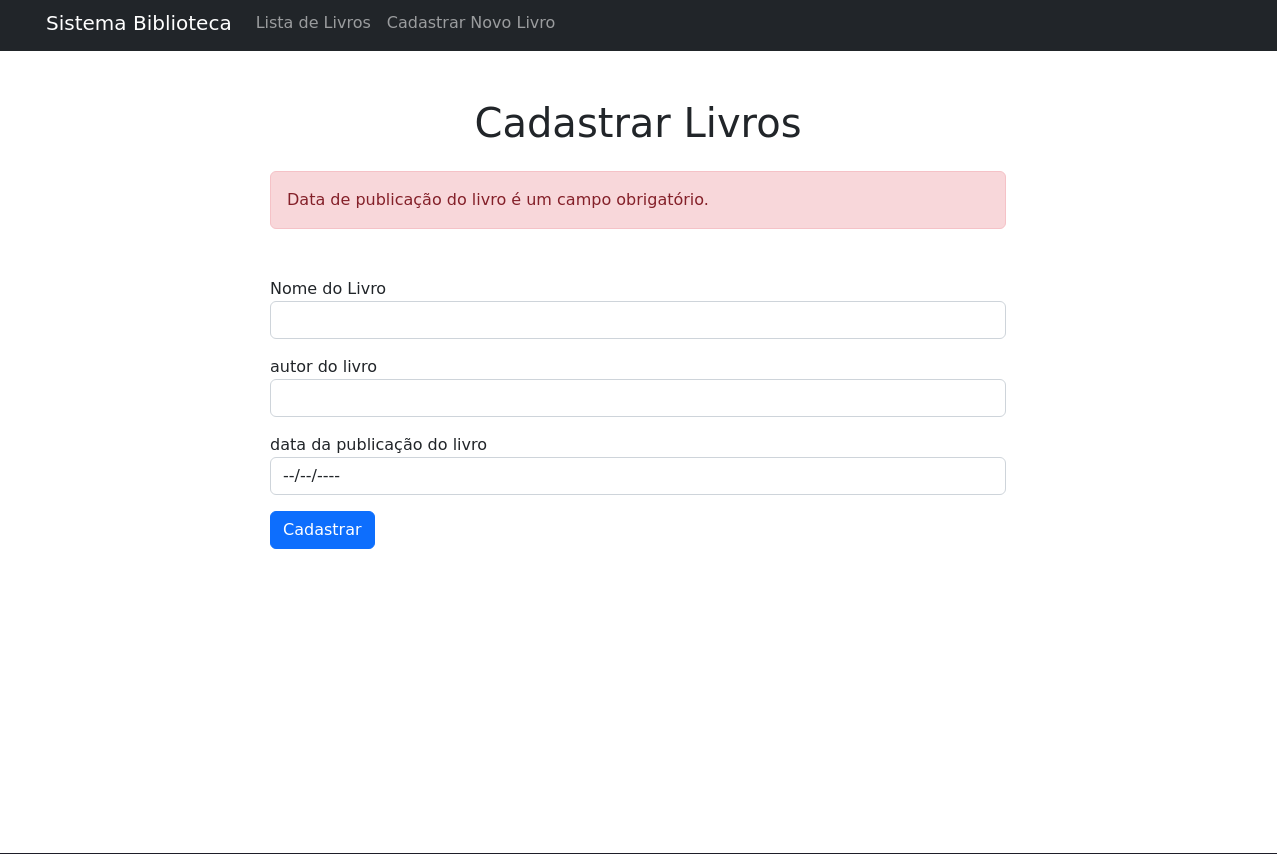 Sistema Biblioteca Lista de Livros Cadastrar Novo Livro
Cadastrar Livros
Data de publicação do livro é um campo obrigatório.
Nome do Livro
autor do livro
data da publicação do livro
--/--/----
Cadastrar